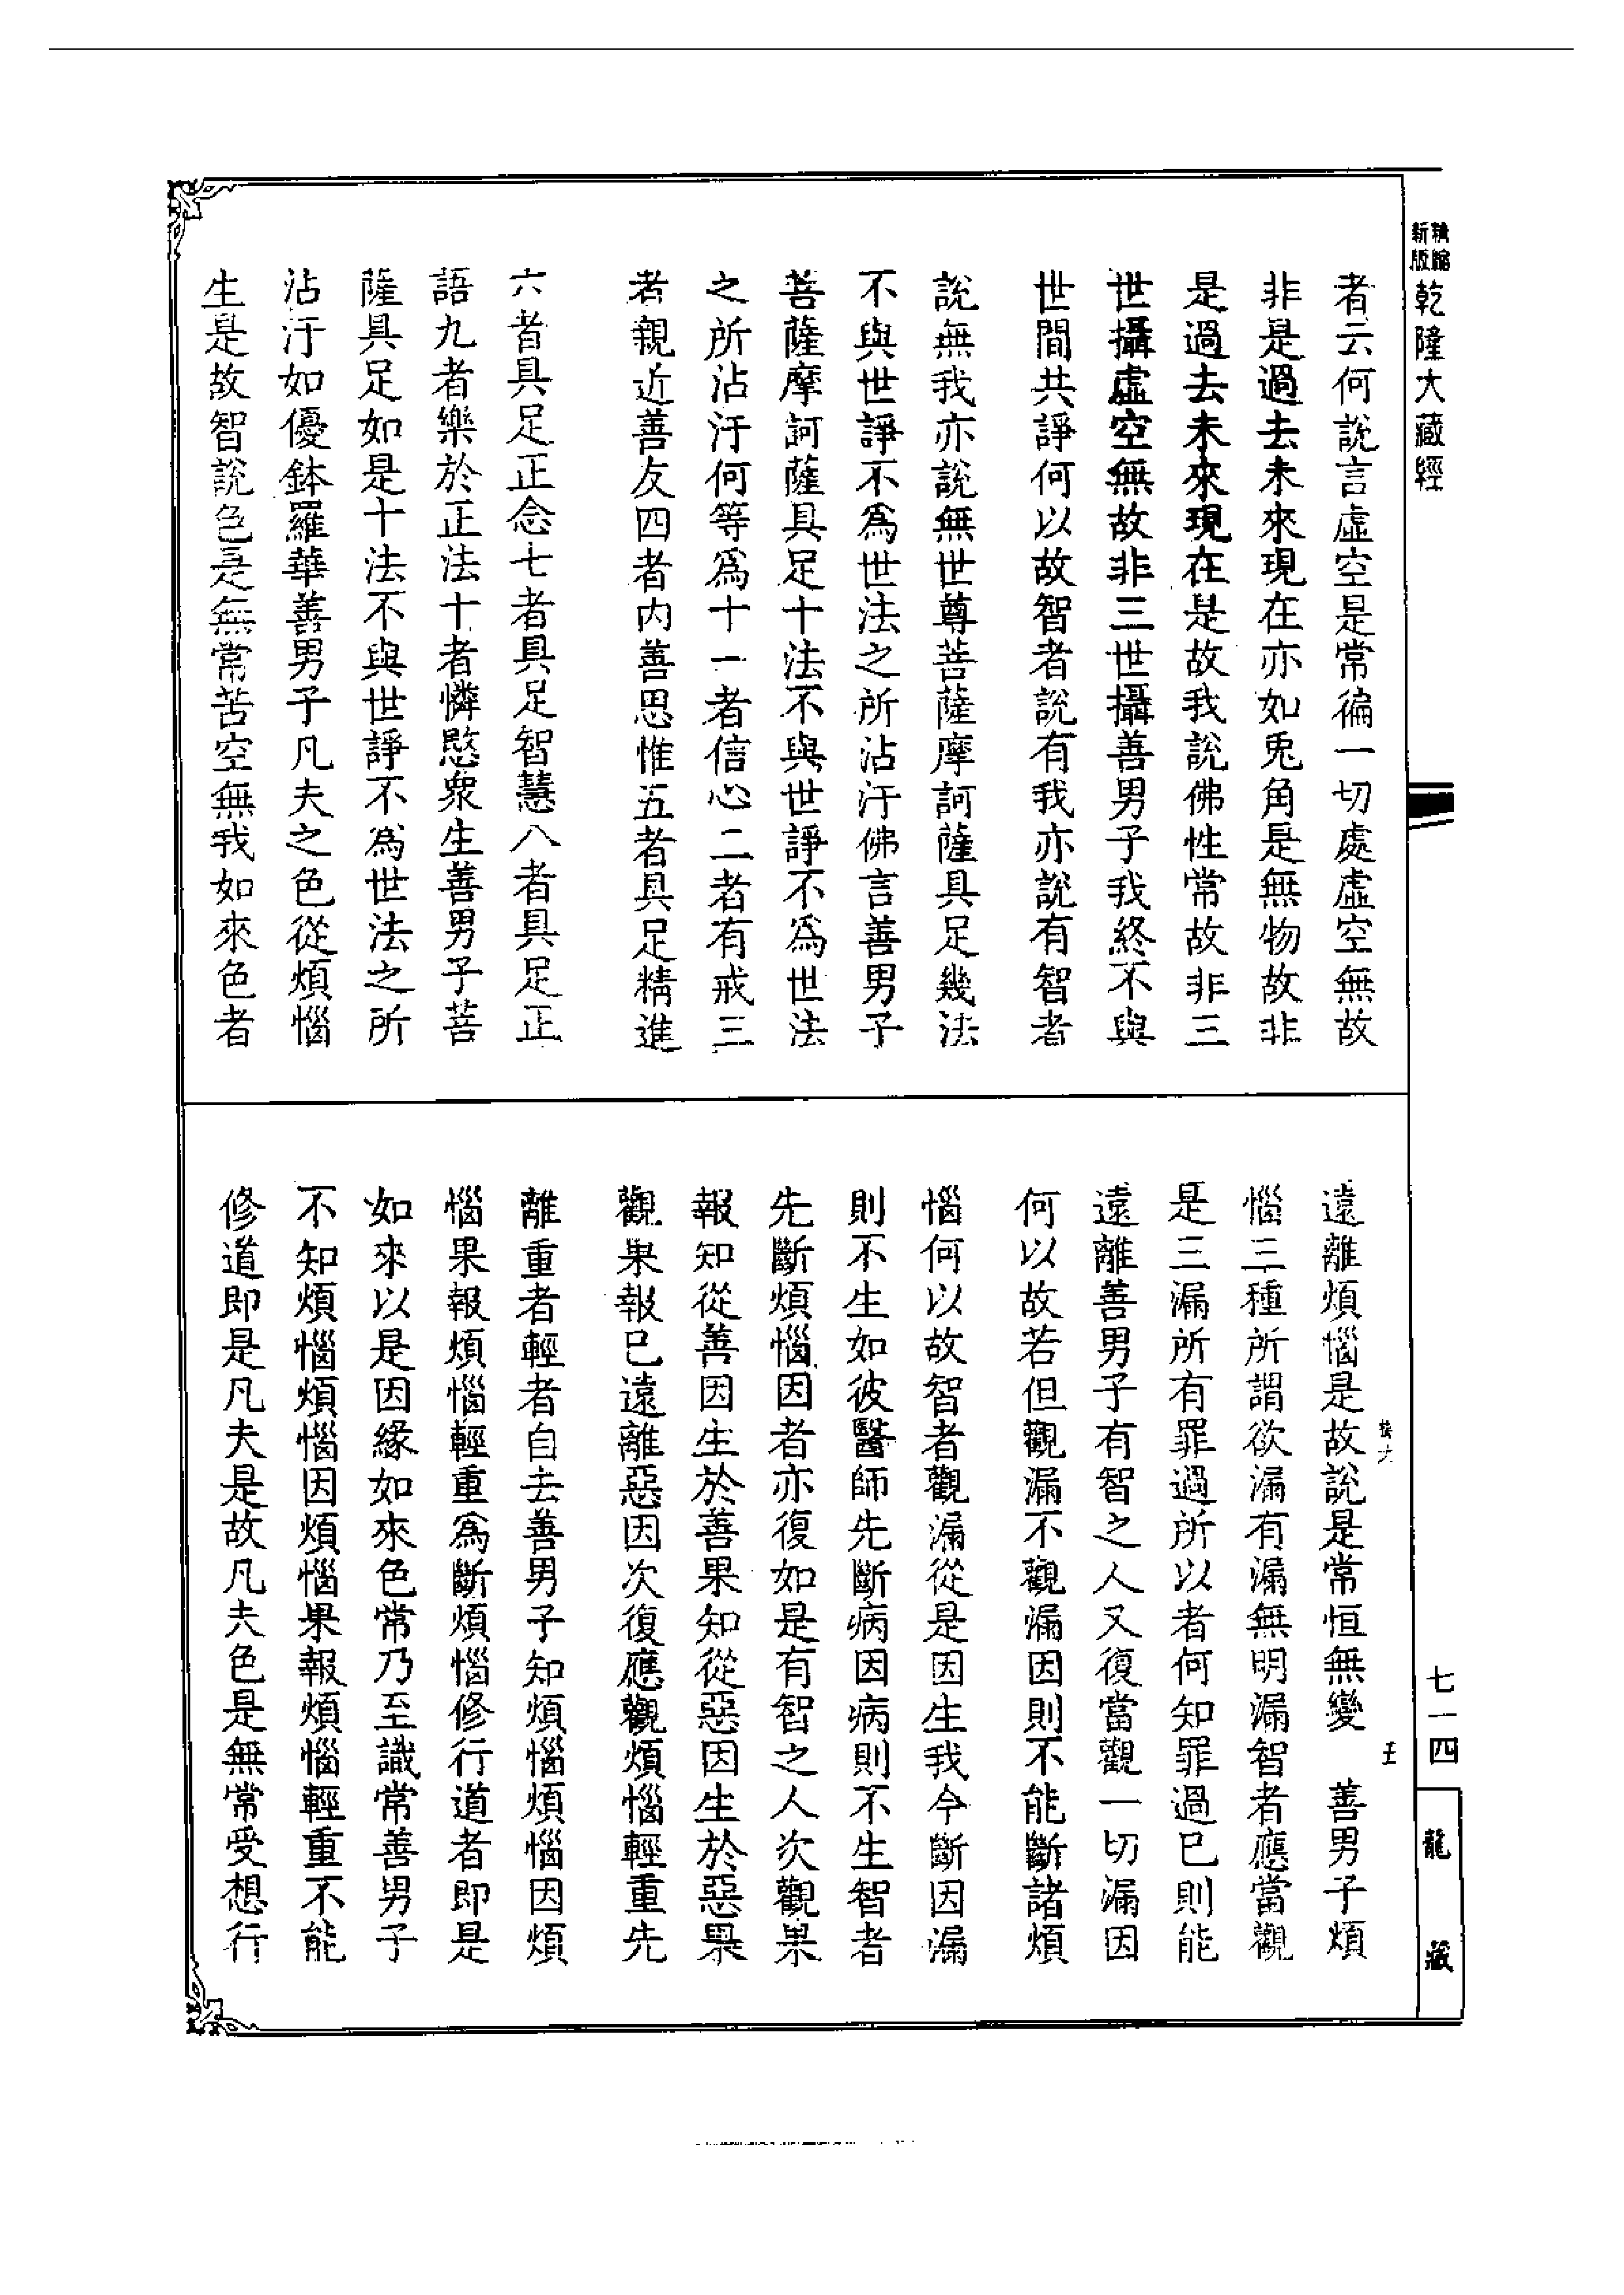 精縮新版乾隆大藏經
者云何說言虛空是常徧一切處虛空無故
非是過去未來現在亦如兎角是無物故非
是過去未來現在是故我說佛性常故非三
世攝虛空無故非三世攝善男子我終不與
世間共諍何以故智者說有我亦說有智者
說無我亦說無世尊菩薩摩訶薩具足幾法
不與世諍不爲世法之所沾汙佛言善男子
菩薩摩訶薩具足十法不與世諍不爲世法
之所沾汙何等爲十一者信心二者有戒三
者親近善友四者內善思惟五者具足精進
六者具足正念七者具足智慧八者具足正
語九者樂於正法十者憐愍衆生善男子菩
薩具足如是十法不與世諍不爲世法之所
沾汙如優鉢羅華善男子凡夫之色從煩惱
生是故智說色是無常苦空無我如來色者
遠離煩惱是故說是常恒無變　善男子煩
惱三種所謂欲漏有漏無明漏智者應當觀
是三漏所有罪過所以者何知罪過已則能
遠離善男子有智之人又復當觀一切漏因
何以故若但觀漏不觀漏因則不能斷諸煩
惱何以故智者觀漏從是因生我今斷因漏
則不生如彼醫師先斷病因病則不生智者
先斷煩惱因者亦復如是有智之人次觀果
報知從善因生於善果知從惡因生於惡果
觀果報已遠離惡因次復應觀煩惱輕重先
離重者輕者自去善男子知煩惱煩惱因煩
惱果報煩惱輕重爲斷煩惱修行道者即是
如來以是因緣如來色常乃至識常善男子
不知煩惱煩惱因煩惱果報煩惱輕重不能
修道即是凡夫是故凡夫色是無常受想行
七一四
龍藏